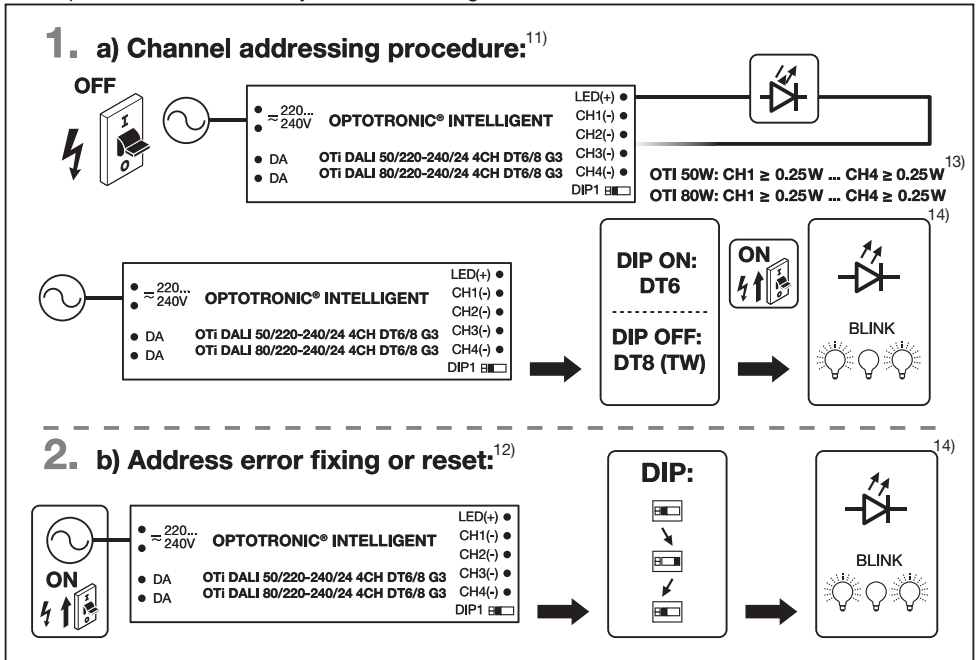 1. a) Channel addressing procedure:11)
OFF
I
O
220...
240V
OPTOTRONIC® INTELLIGENT
DA
DA
OTi DALI 50/220-240/24 4CH DT6/8 G3
OTi DALI 80/220-240/24 4CH DT6/8 G3
LED(+)
CH1(-)
CH2(-)
CH3(-)
CH4(-)
DIP1
OTI 50W: CH1 ≥ 0.25W ... CH4 ≥ 0.25W 13)
OTI 80W: CH1 ≥ 0.25W ... CH4 ≥ 0.25W
220...
240V
OPTOTRONIC® INTELLIGENT
DA
DA
OTi DALI 50/220-240/24 4CH DT6/8 G3
OTi DALI 80/220-240/24 4CH DT6/8 G3
LED(+)
CH1(-)
CH2(-)
CH3(-)
CH4(-)
DIP1
DIP ON:
DT6
DIP OFF:
DT8 (TW)
ON
14)
BLINK
2. b) Address error fixing or reset:12)
ON
220...
240V
OPTOTRONIC® INTELLIGENT
DA
DA
OTi DALI 50/220-240/24 4CH DT6/8 G3
OTi DALI 80/220-240/24 4CH DT6/8 G3
LED(+)
CH1(-)
CH2(-)
CH3(-)
CH4(-)
DIP1
DIP:
14)
BLINK